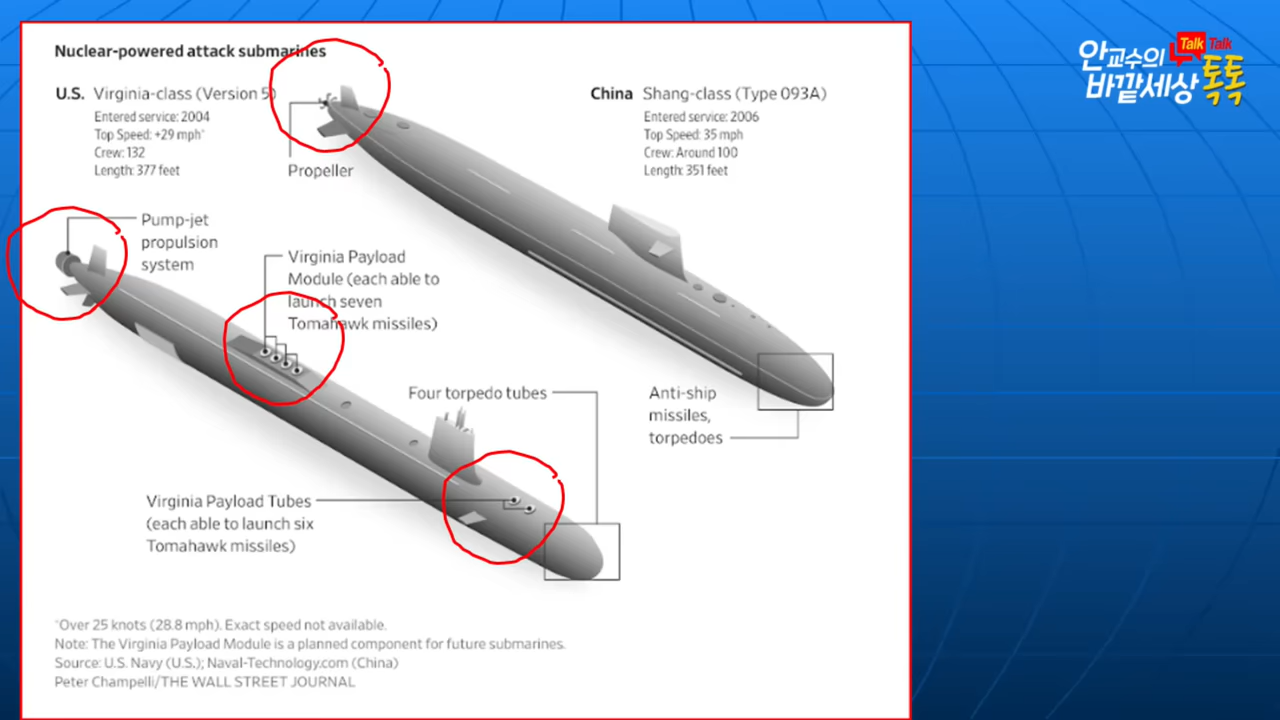 Nuclear-powered attack submarines
U.S. Virginia-class (Version 5)
Entered service: 2004
Top Speed: +29 mph*
Crew: 132
Length: 377 feet
Propeller
China Shang-class (Type 093A)
Entered service: 2006
Top Speed: 35 mph
Crew: Around 100
Length: 351 feet
안교수의
Talk Talk
바깥세상
톡톡
Pump-jet
propulsion
system
Virginia Payload
Module (each able to
launch seven
Tomahawk missiles)
Four torpedo tubes
Anti-ship
missiles,
torpedoes
Virginia Payload Tubes
(each able to launch six
Tomahawk missiles)
*Over 25 knots (28.8 mph). Exact speed not available.
Note: The Virginia Payload Module is a planned component for future submarines.
Source: U.S. Navy (U.S.); Naval-Technology.com (China)
Peter Champelli/THE WALL STREET JOURNAL